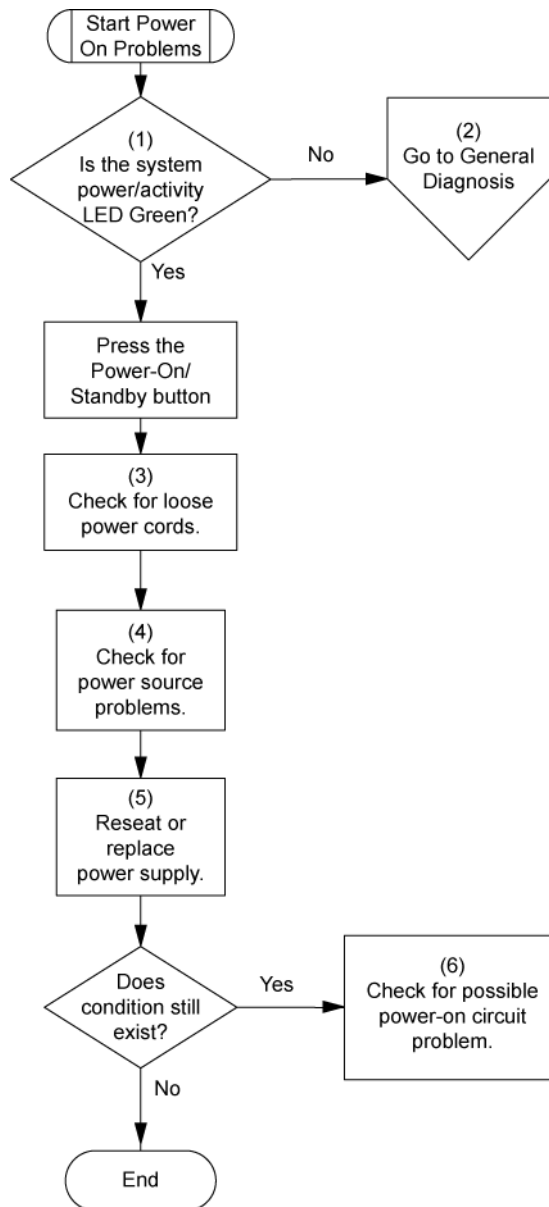 Start Power
On Problems
(1)
Is the system
power/activity
LED Green?
No
(2)
Go to General
Diagnosis
Yes
Press the
Power-On/
Standby button
(3)
Check for loose
power cords.
(4)
Check for
power source
problems.
(5)
Reseat or
replace
power supply.
Does
condition still
exist?
Yes
(6)
Check for possible
power-on circuit
problem.
No
End